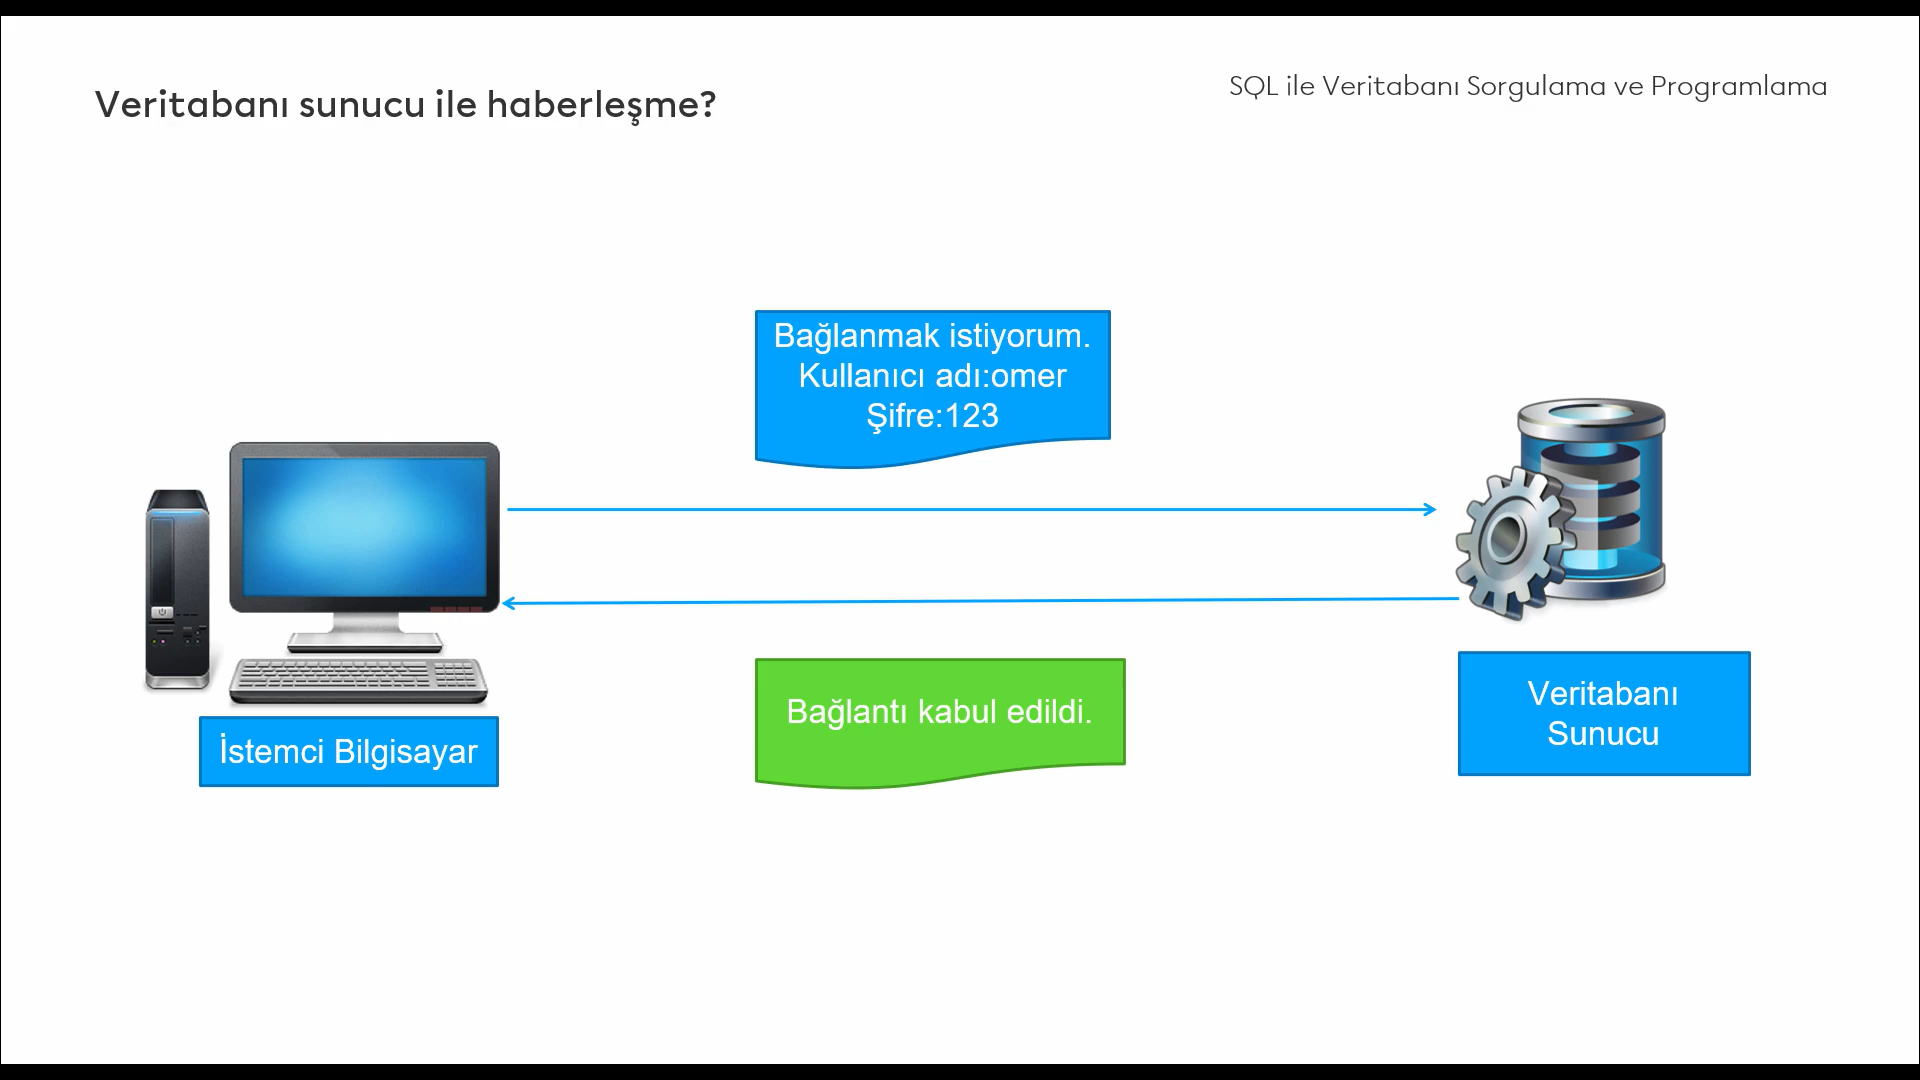 Veritabanı sunucu ile haberleşme?
SQL ile Veritabanı Sorgulama ve Programlama
Bağlanmak istiyorum.
Kullanıcı adı:omer
Şifre:123
Bağlantı kabul edildi.
İstemci Bilgisayar
Veritabanı
Sunucu